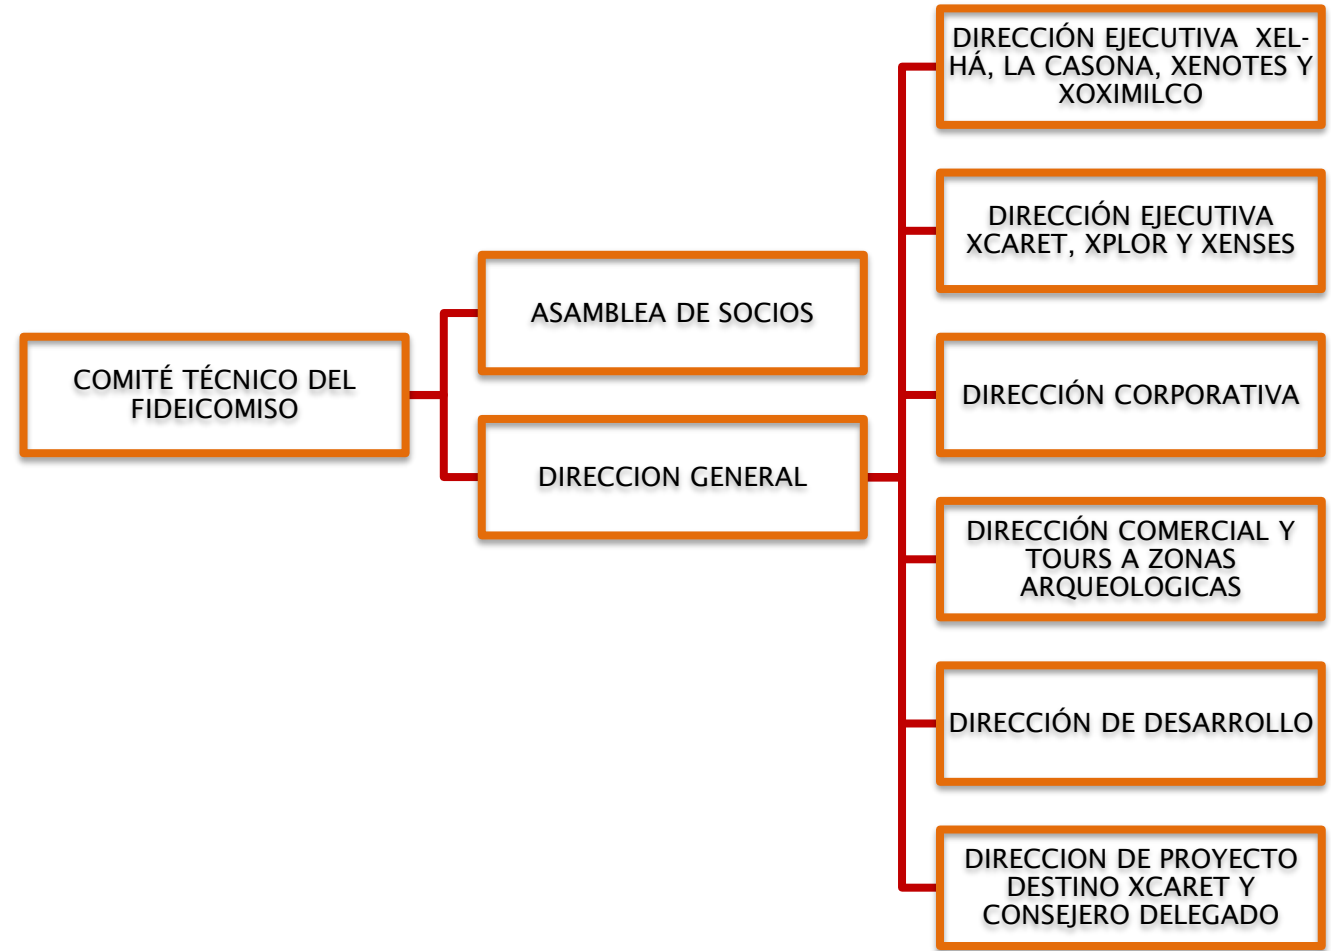 COMITÉ TÉCNICO DEL
FIDEICOMISO
ASAMBLEA DE SOCIOS
DIRECCION GENERAL
DIRECCIÓN EJECUTIVA XEL-
HÁ, LA CASONA, XENOTES Y
XOXIMILCO
DIRECCIÓN EJECUTIVA
XCARET, XPLOR Y XENSES
DIRECCIÓN CORPORATIVA
DIRECCIÓN COMERCIAL Y
TOURS A ZONAS
ARQUEOLOGICAS
DIRECCIÓN DE DESARROLLO
DIRECCION DE PROYECTO
DESTINO XCARET Y
CONSEJERO DELEGADO